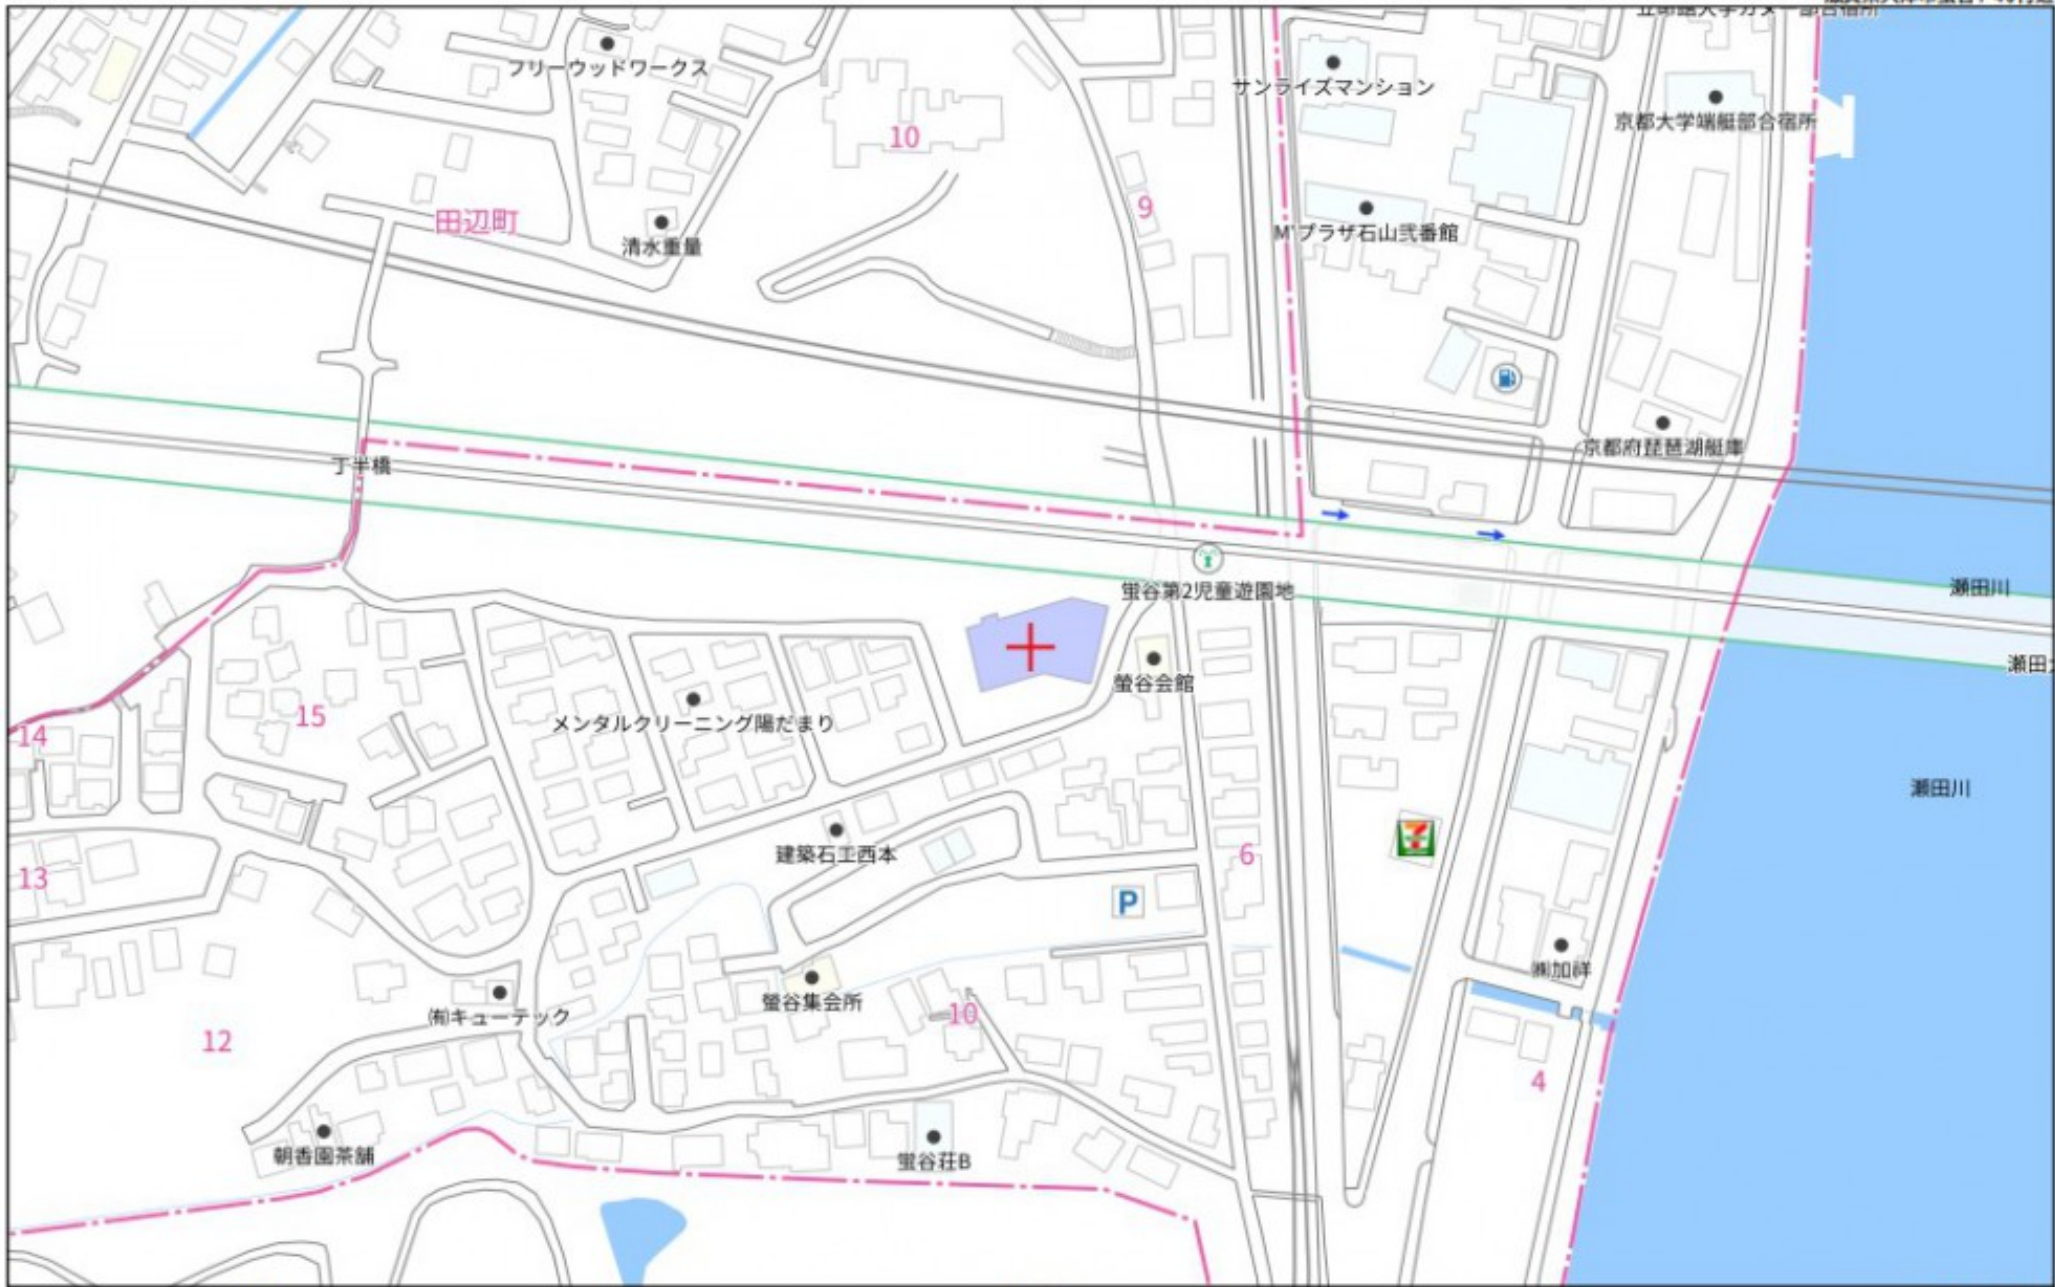 フリーウッドワークス
サンライズマンション
京都大学端艇部合宿所
10
9
田辺町
清水重量
M'プラザ石山弐番館
京都府琵琶湖艇庫
丁半橋
螢谷第2児童遊園地
瀬田川
瀬田
螢谷会館
15
メンタルクリーニング陽だまり
14
瀬田川
建築石工西本
6
13
P
㈱加祥
㈲キューテック
螢谷集会所
10
12
4
朝香園茶舗
螢谷荘B